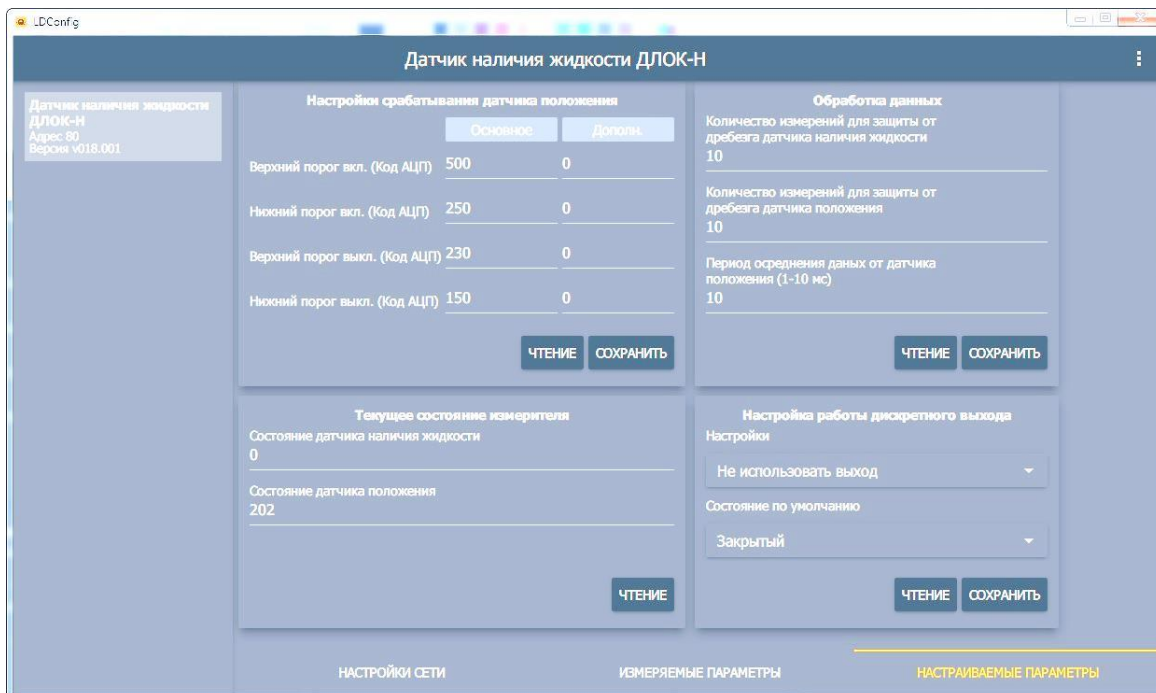 LDConfig
Датчик наличия жидкости ДЛОК-Н
Датчик наличия жидкости
ДЛОК-Н
Адрес 80
Версия v018.001
Настройки срабатывания датчика положения
Основное Дополн.
Верхний порог вкл. (Код АЦП) 500 0
Нижний порог вкл. (Код АЦП) 250 0
Верхний порог выкл. (Код АЦП) 230 0
Нижний порог выкл. (Код АЦП) 150 0
ЧТЕНИЕ СОХРАНИТЬ
Обработка данных
Количество измерений для защиты от
дребезга датчика наличия жидкости
10
Количество измерений для защиты от
дребезга датчика положения
10
Период осреднения даных от датчика
положения (1-10 мс)
10
ЧТЕНИЕ СОХРАНИТЬ
Текущее состояние измерителя
Состояние датчика наличия жидкости
0
Состояние датчика положения
202
ЧТЕНИЕ
Настройка работы дискретного выхода
Настройки
Не использовать выход
Состояние по умолчанию
Закрытый
ЧТЕНИЕ СОХРАНИТЬ
НАСТРОЙКИ СЕТИ ИЗМЕРЯЕМЫЕ ПАРАМЕТРЫ НАСТРАИВАЕМЫЕ ПАРАМЕТРЫ